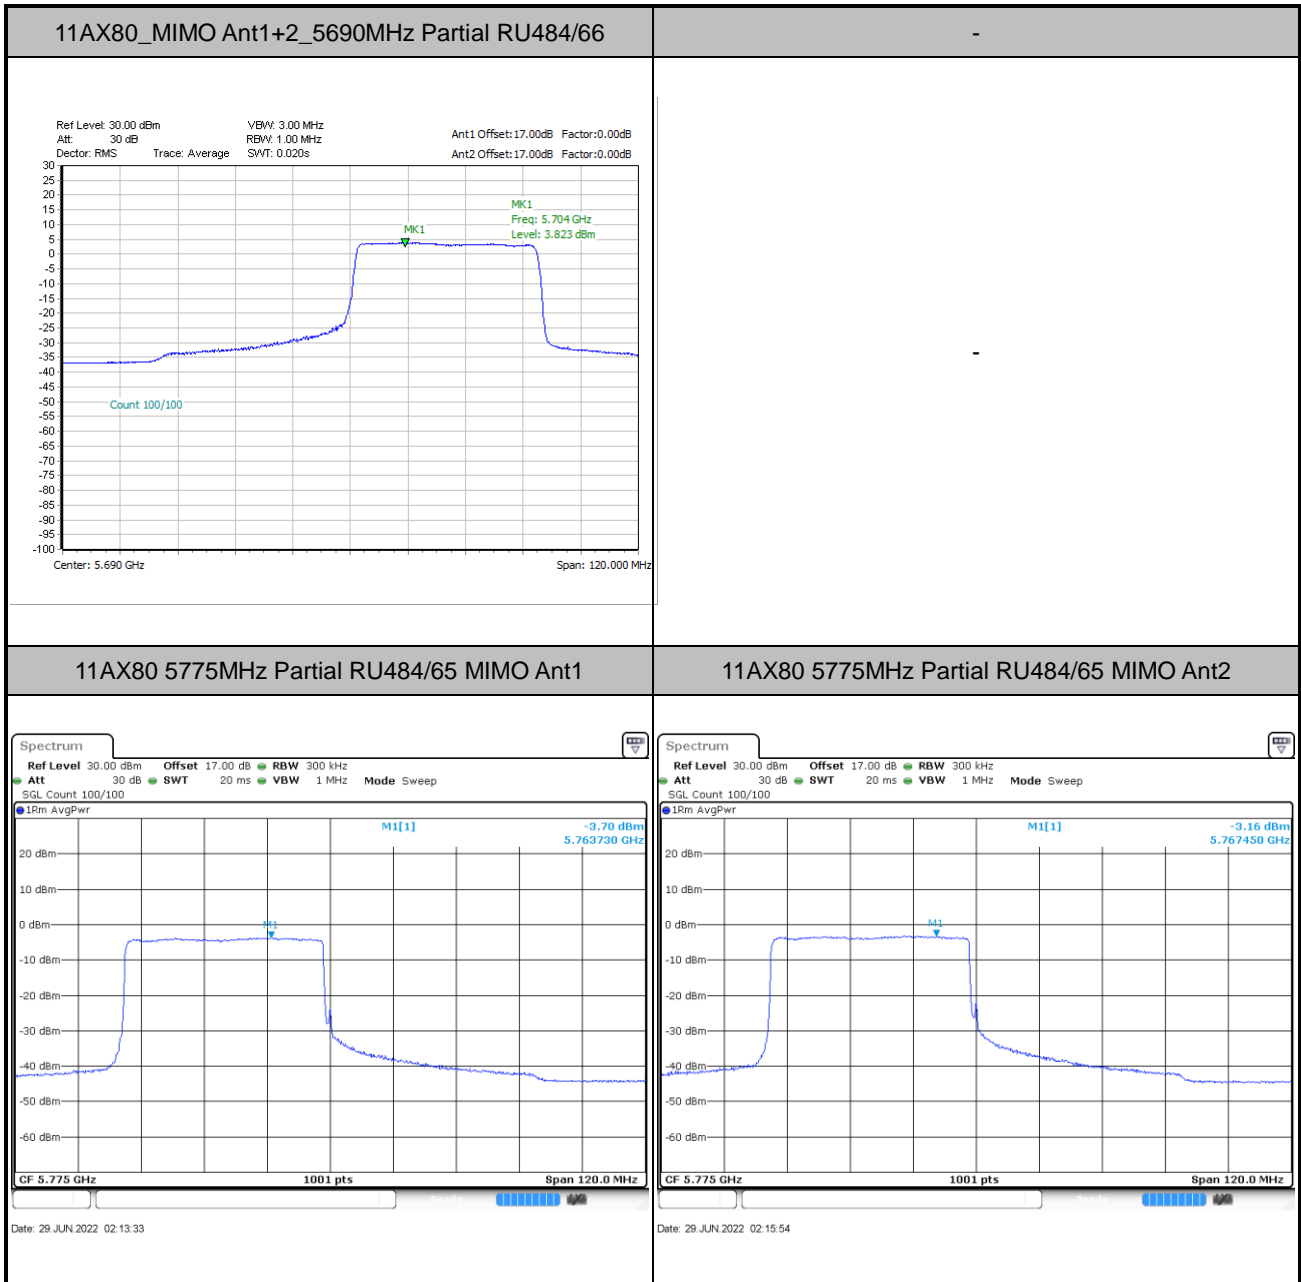 11AX80_MIMO Ant1+2_5690MHz Partial RU484/66
-
Ref Level: 30.00 dBm VBW: 3.00 MHz
Att: 30 dB RBW: 1.00 MHz Ant1 Offset:17.00dB Factor:0.00dB
Dector: RMS Trace: Average SWT: 0.020s Ant2 Offset:17.00dB Factor:0.00dB
30
25
20
15
10
5
0
-5
-10
-15
-20
-25
-30
-35
-40
-45
-50
-55
-60
-65
-70
-75
-80
-85
-90
-95
-100
MK1
MK1
Freq: 5.704 GHz
Level: 3.823 dBm
Count 100/100
Center: 5.690 GHz Span: 120.000 MHz
-
11AX80 5775MHz Partial RU484/65 MIMO Ant1
11AX80 5775MHz Partial RU484/65 MIMO Ant2
Spectrum
Ref Level 30.00 dBm Offset 17.00 dB RBW 300 kHz
Att 30 dB SWT 20 ms VBW 1 MHz Mode Sweep
SGL Count 100/100
1Rm AvgPwr
M1[1] -3.70 dBm
5.763730 GHz
20 dBm
10 dBm
0 dBm
M1
-10 dBm
-20 dBm
-30 dBm
-40 dBm
-50 dBm
-60 dBm
CF 5.775 GHz 1001 pts Span 120.0 MHz
Date: 29.JUN.2022 02:13:33
Spectrum
Ref Level 30.00 dBm Offset 17.00 dB RBW 300 kHz
Att 30 dB SWT 20 ms VBW 1 MHz Mode Sweep
SGL Count 100/100
1Rm AvgPwr
M1[1] -3.16 dBm
5.767450 GHz
20 dBm
10 dBm
0 dBm
M1
-10 dBm
-20 dBm
-30 dBm
-40 dBm
-50 dBm
-60 dBm
CF 5.775 GHz 1001 pts Span 120.0 MHz
Date: 29.JUN.2022 02:15:54